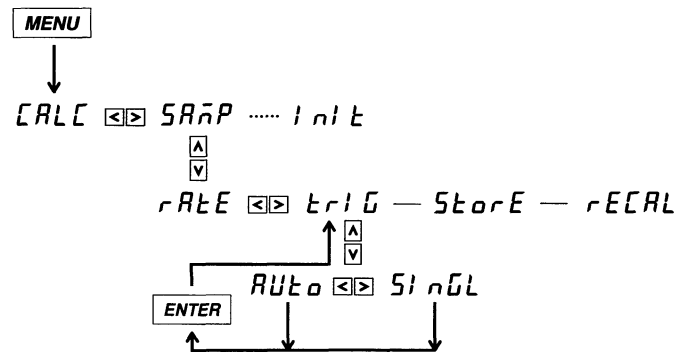 MENU
CALC < > SAMP ······ InIt
∧
∨
rAtE < > trIG — StorE — rECAL
∧
∨
AUto < > SInGL
ENTER